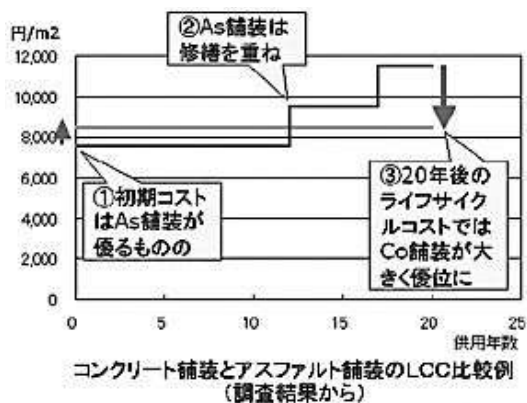 円/m2
12,000
10,000
8,000
6,000
4,000
2,000
0
②As舗装は
修繕を重ね
①初期コスト
はAs舗装が
優るものの
③20年後の
ライフサイク
ルコストでは
Co舗装が大
きく優位に
0 5 10 15 20 25
供用年数
コンクリート舗装とアスファルト舗装のLCC比較例
(調査結果から)